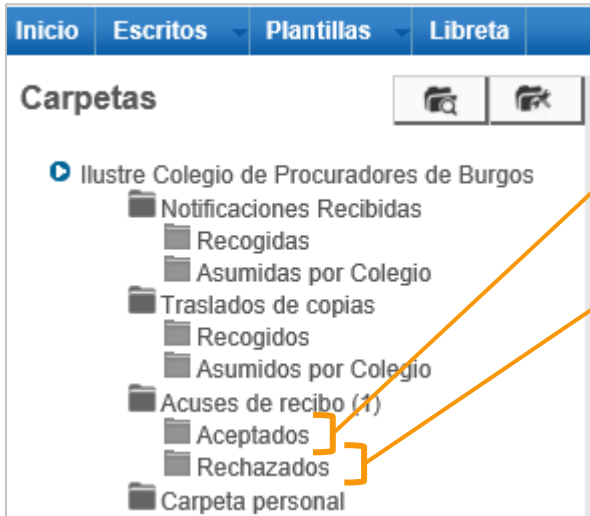 Inicio Escritos Plantillas Libreta
Carpetas
Ilustre Colegio de Procuradores de Burgos
Notificaciones Recibidas
Recogidas
Asumidas por Colegio
Traslados de copias
Recogidos
Asumidos por Colegio
Acuses de recibo (1)
Aceptados
Rechazados
Carpeta personal